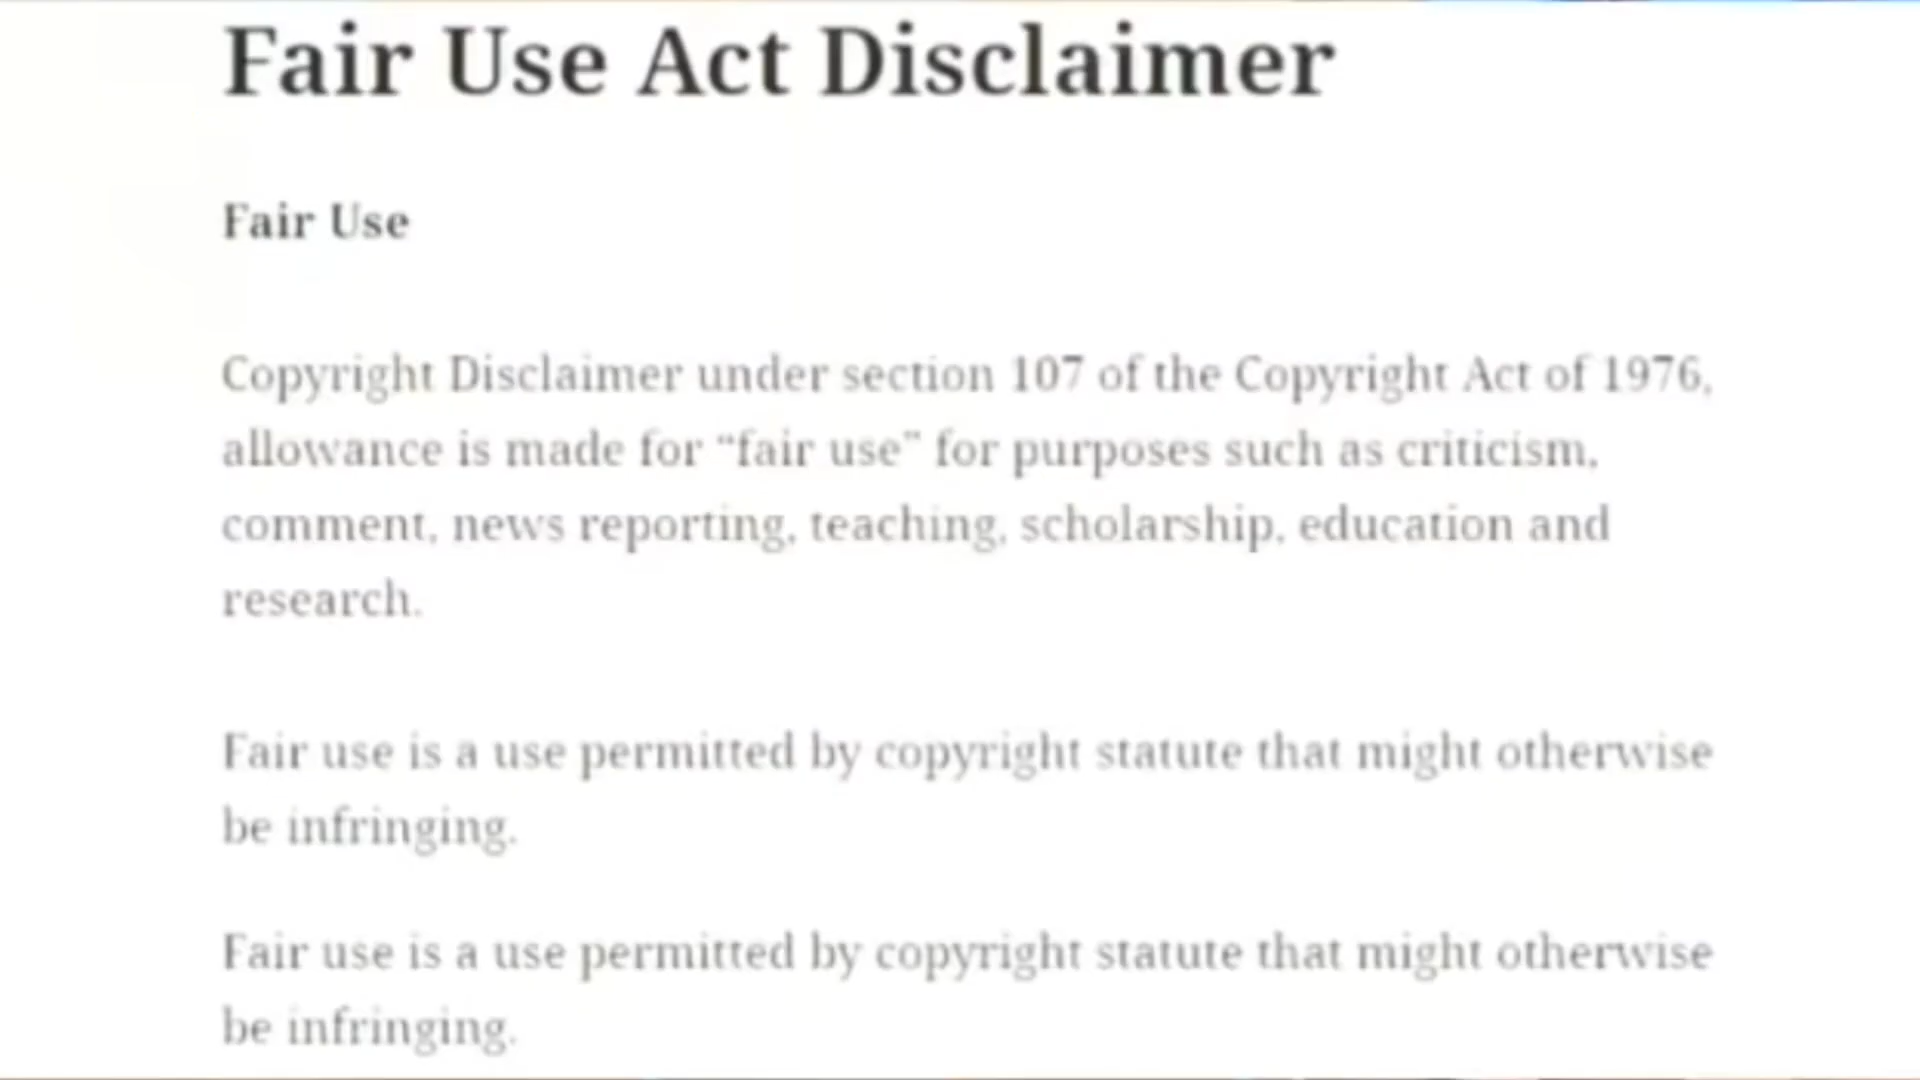 Fair Use Act Disclaimer
Fair Use
Copyright Disclaimer under section 107 of the Copyright Act of 1976,
allowance is made for “fair use” for purposes such as criticism,
comment, news reporting, teaching, scholarship, education and
research.
Fair use is a use permitted by copyright statute that might otherwise
be infringing.
Fair use is a use permitted by copyright statute that might otherwise
be infringing.